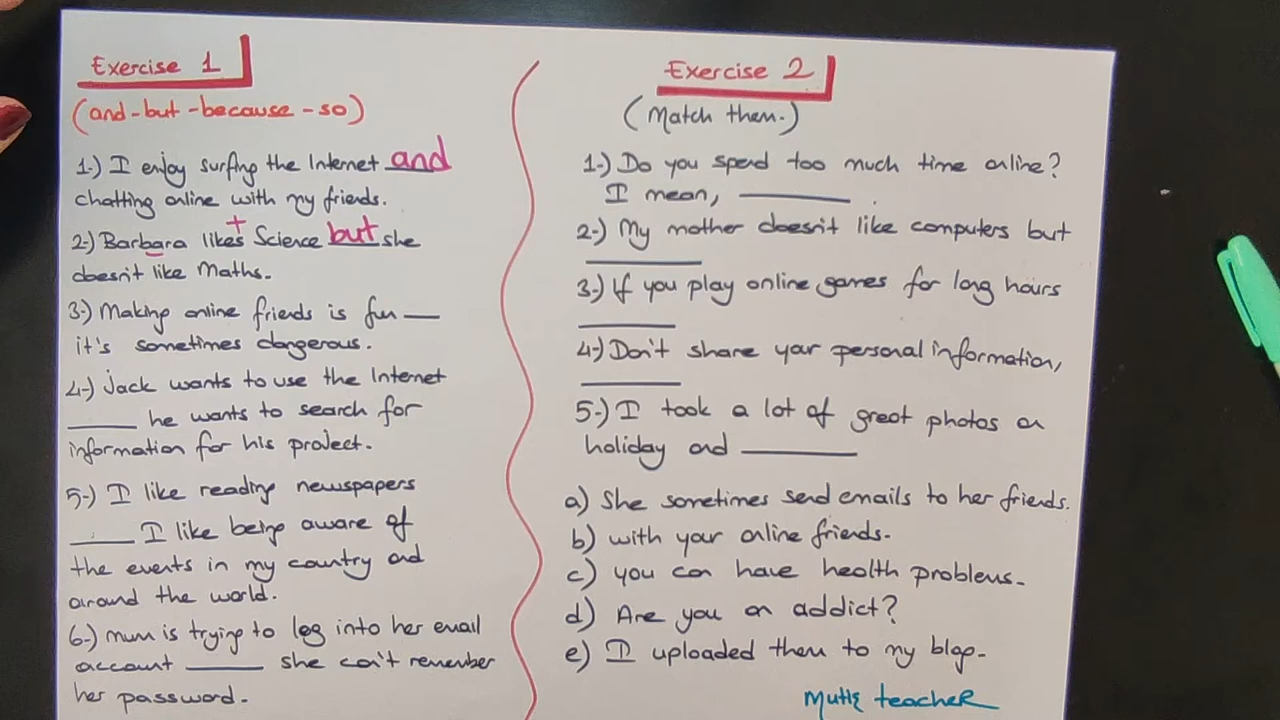 Exercise 1
(and-but-because-so)
1-) I enjoy surfing the Internet and
chatting online with my friends.
+
2-) Barbara likes Science but she
doesn't like Maths.
3-) Making online friends is fun ___
it's sometimes dangerous.
4-) Jack wants to use the Internet
_____ he wants to search for
information for his project.
5-) I like reading newspapers
_____ I like being aware of
the events in my country and
around the world.
6-) Mum is trying to log into her email
account ______ she can't remember
her password.
Exercise 2
(Match them.)
1-) Do you spend too much time online?
I mean, ________.
2-) My mother doesn't like computers but
________
3-) If you play online games for long hours
________
4-) Don't share your personal information,
________
5-) I took a lot of great photos on
holiday and ________
a) She sometimes send emails to her friends.
b) with your online friends.
c) you can have health problems.
d) Are you an addict?
e) I uploaded them to my blog.
teacher